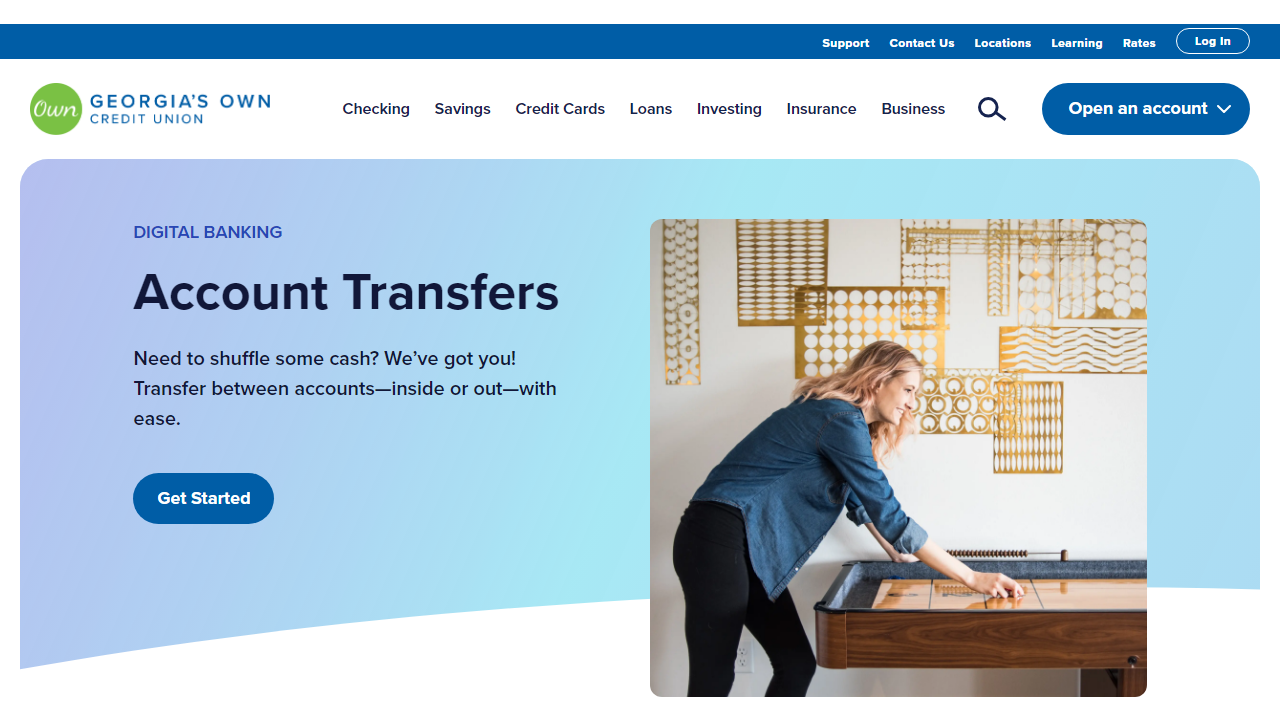 Support Contact Us Locations Learning Rates Log In
Own GEORGIA'S OWN
CREDIT UNION
Checking Savings Credit Cards Loans Investing Insurance Business Open an account
DIGITAL BANKING
Account Transfers
Need to shuffle some cash? We’ve got you!
Transfer between accounts—inside or out—with
ease.
Get Started